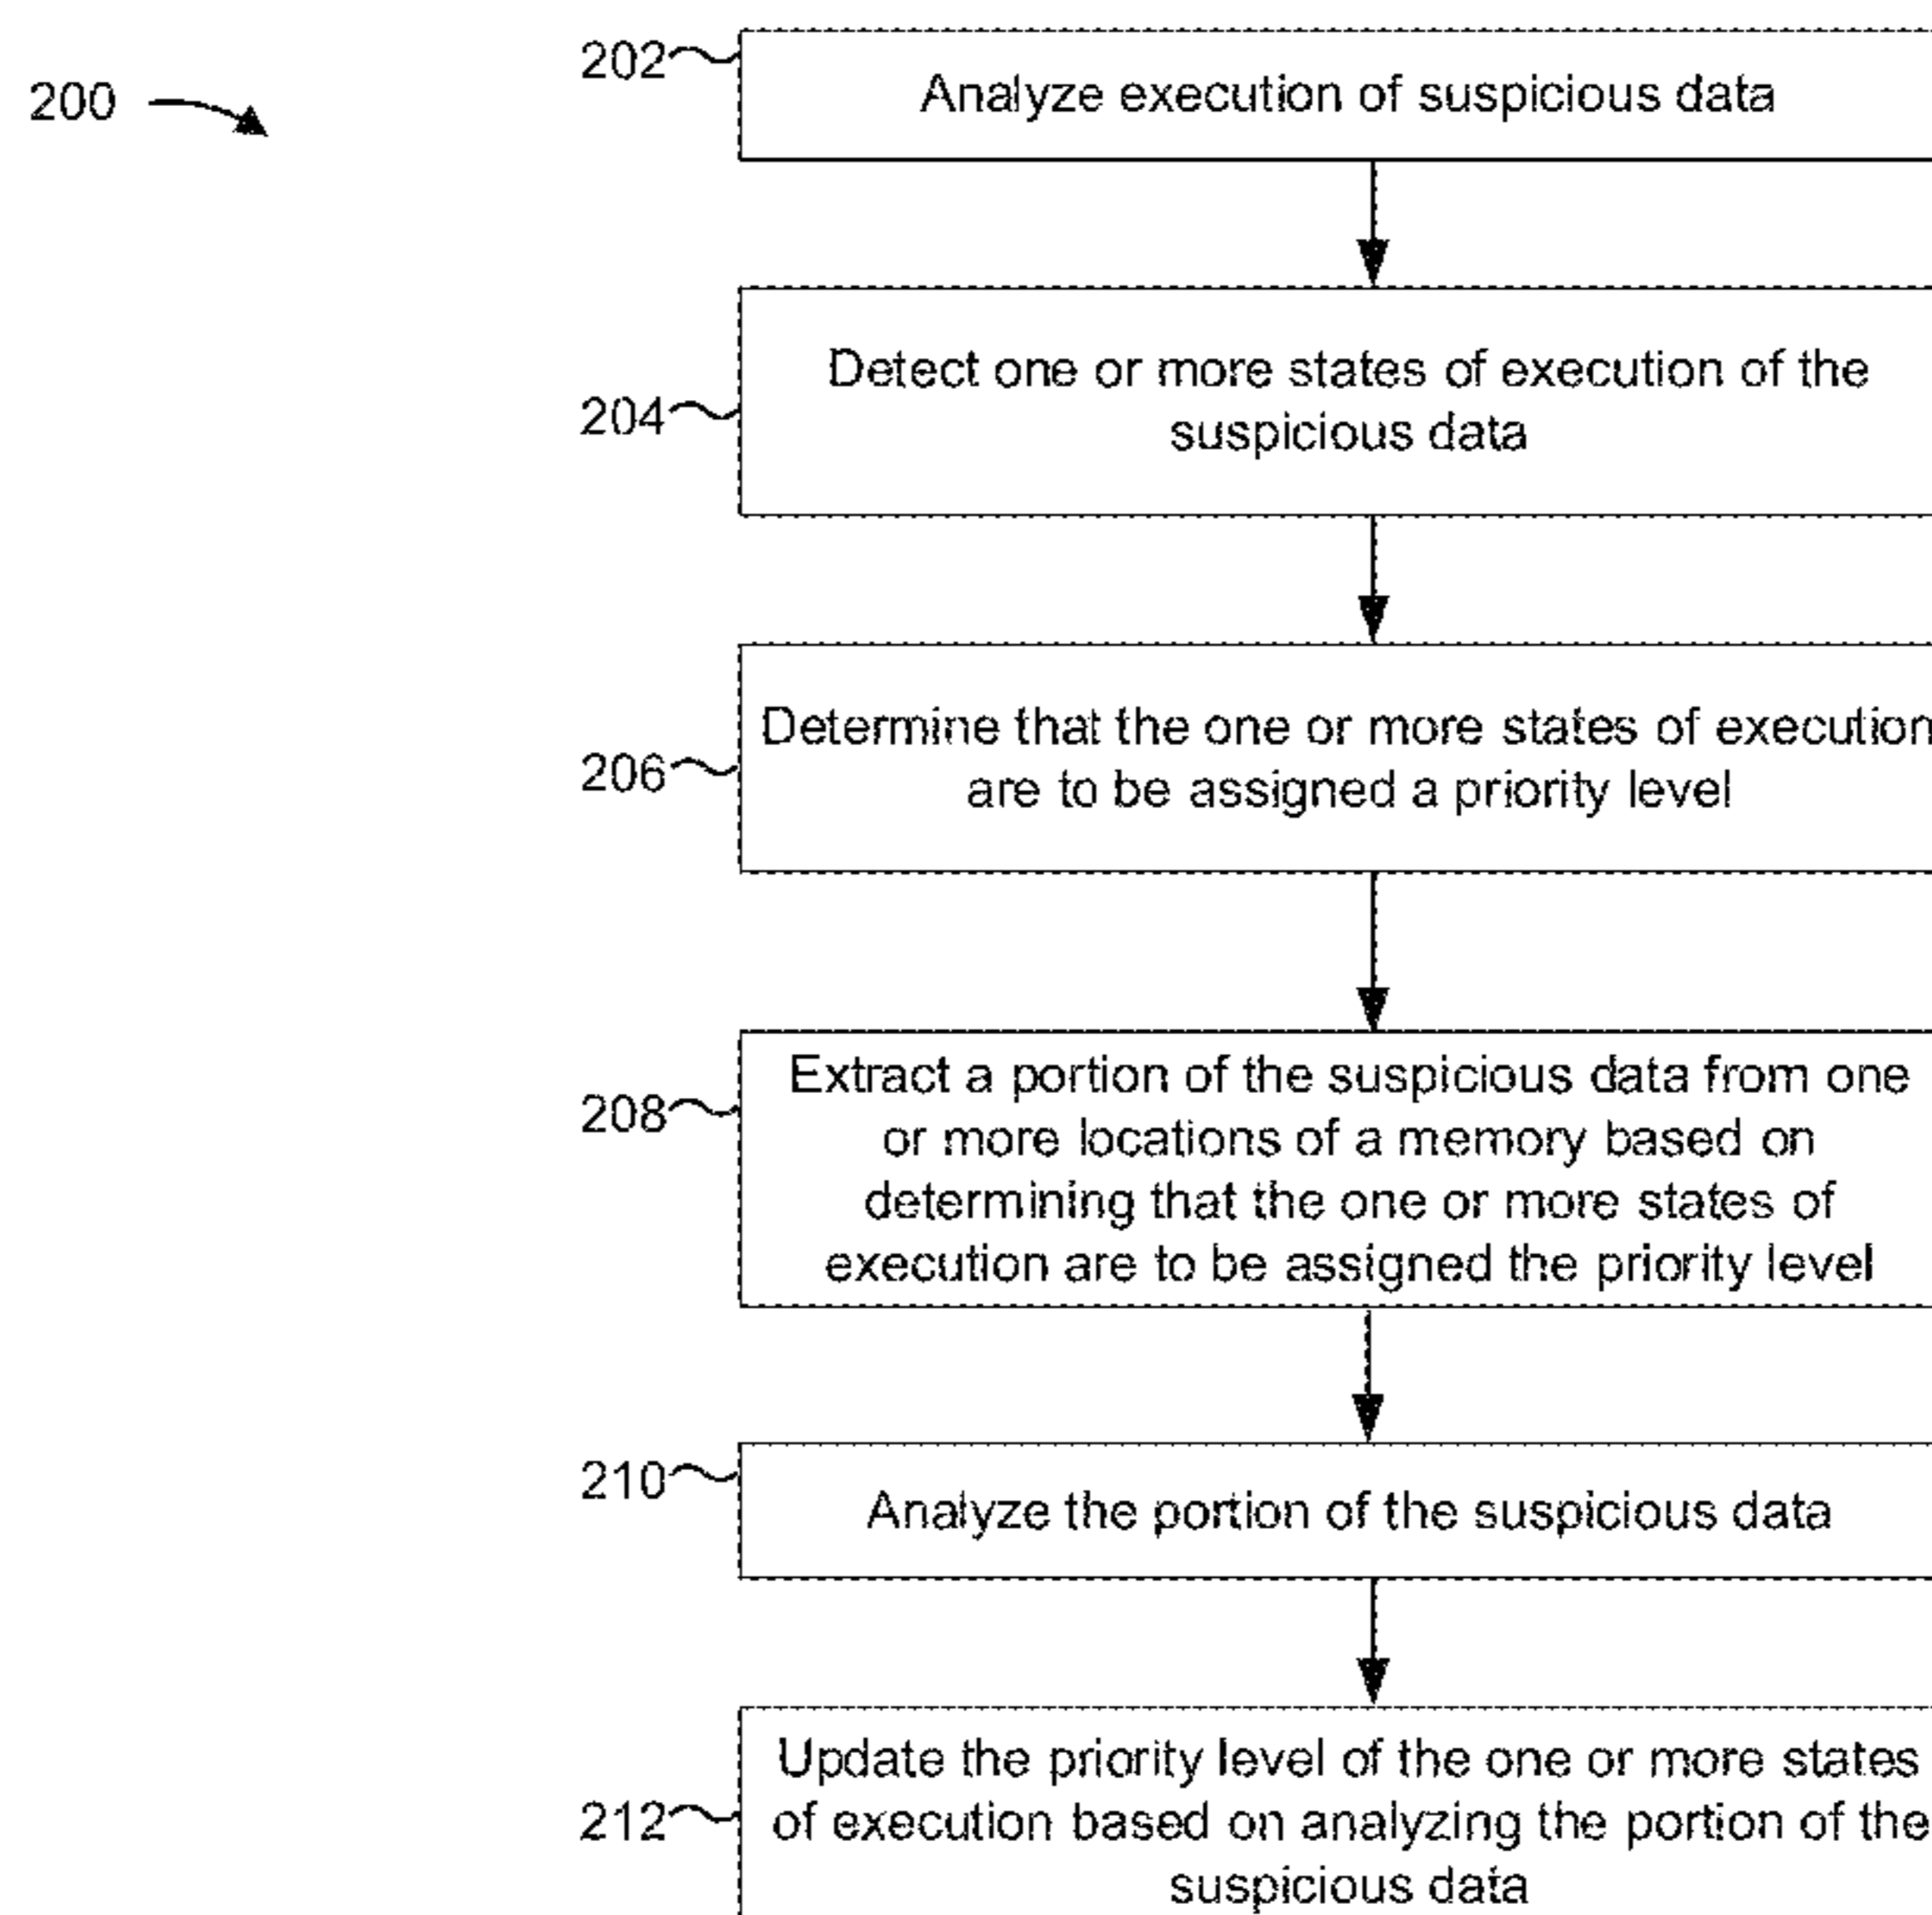 200
202
Analyze execution of suspicious data
204
Detect one or more states of execution of the
suspicious data
206
Determine that the one or more states of execution
are to be assigned a priority level
208
Extract a portion of the suspicious data from one
or more locations of a memory based on
determining that the one or more states of
execution are to be assigned the priority level
210
Analyze the portion of the suspicious data
212
Update the priority level of the one or more states
of execution based on analyzing the portion of the
suspicious data